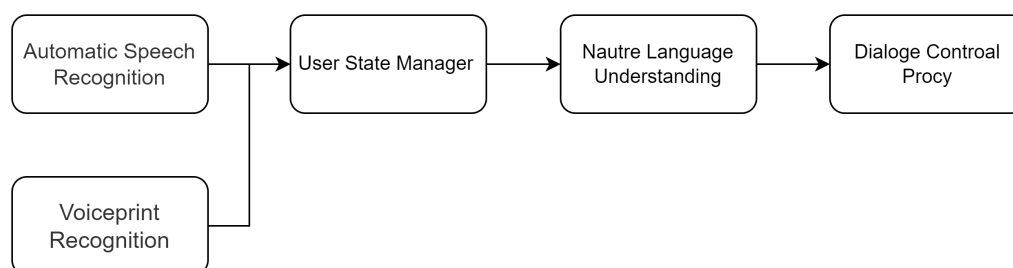 Automatic Speech
Recognition
User State Manager
Nautre Language
Understanding
Dialoge Controal
Procy
Voiceprint
Recognition